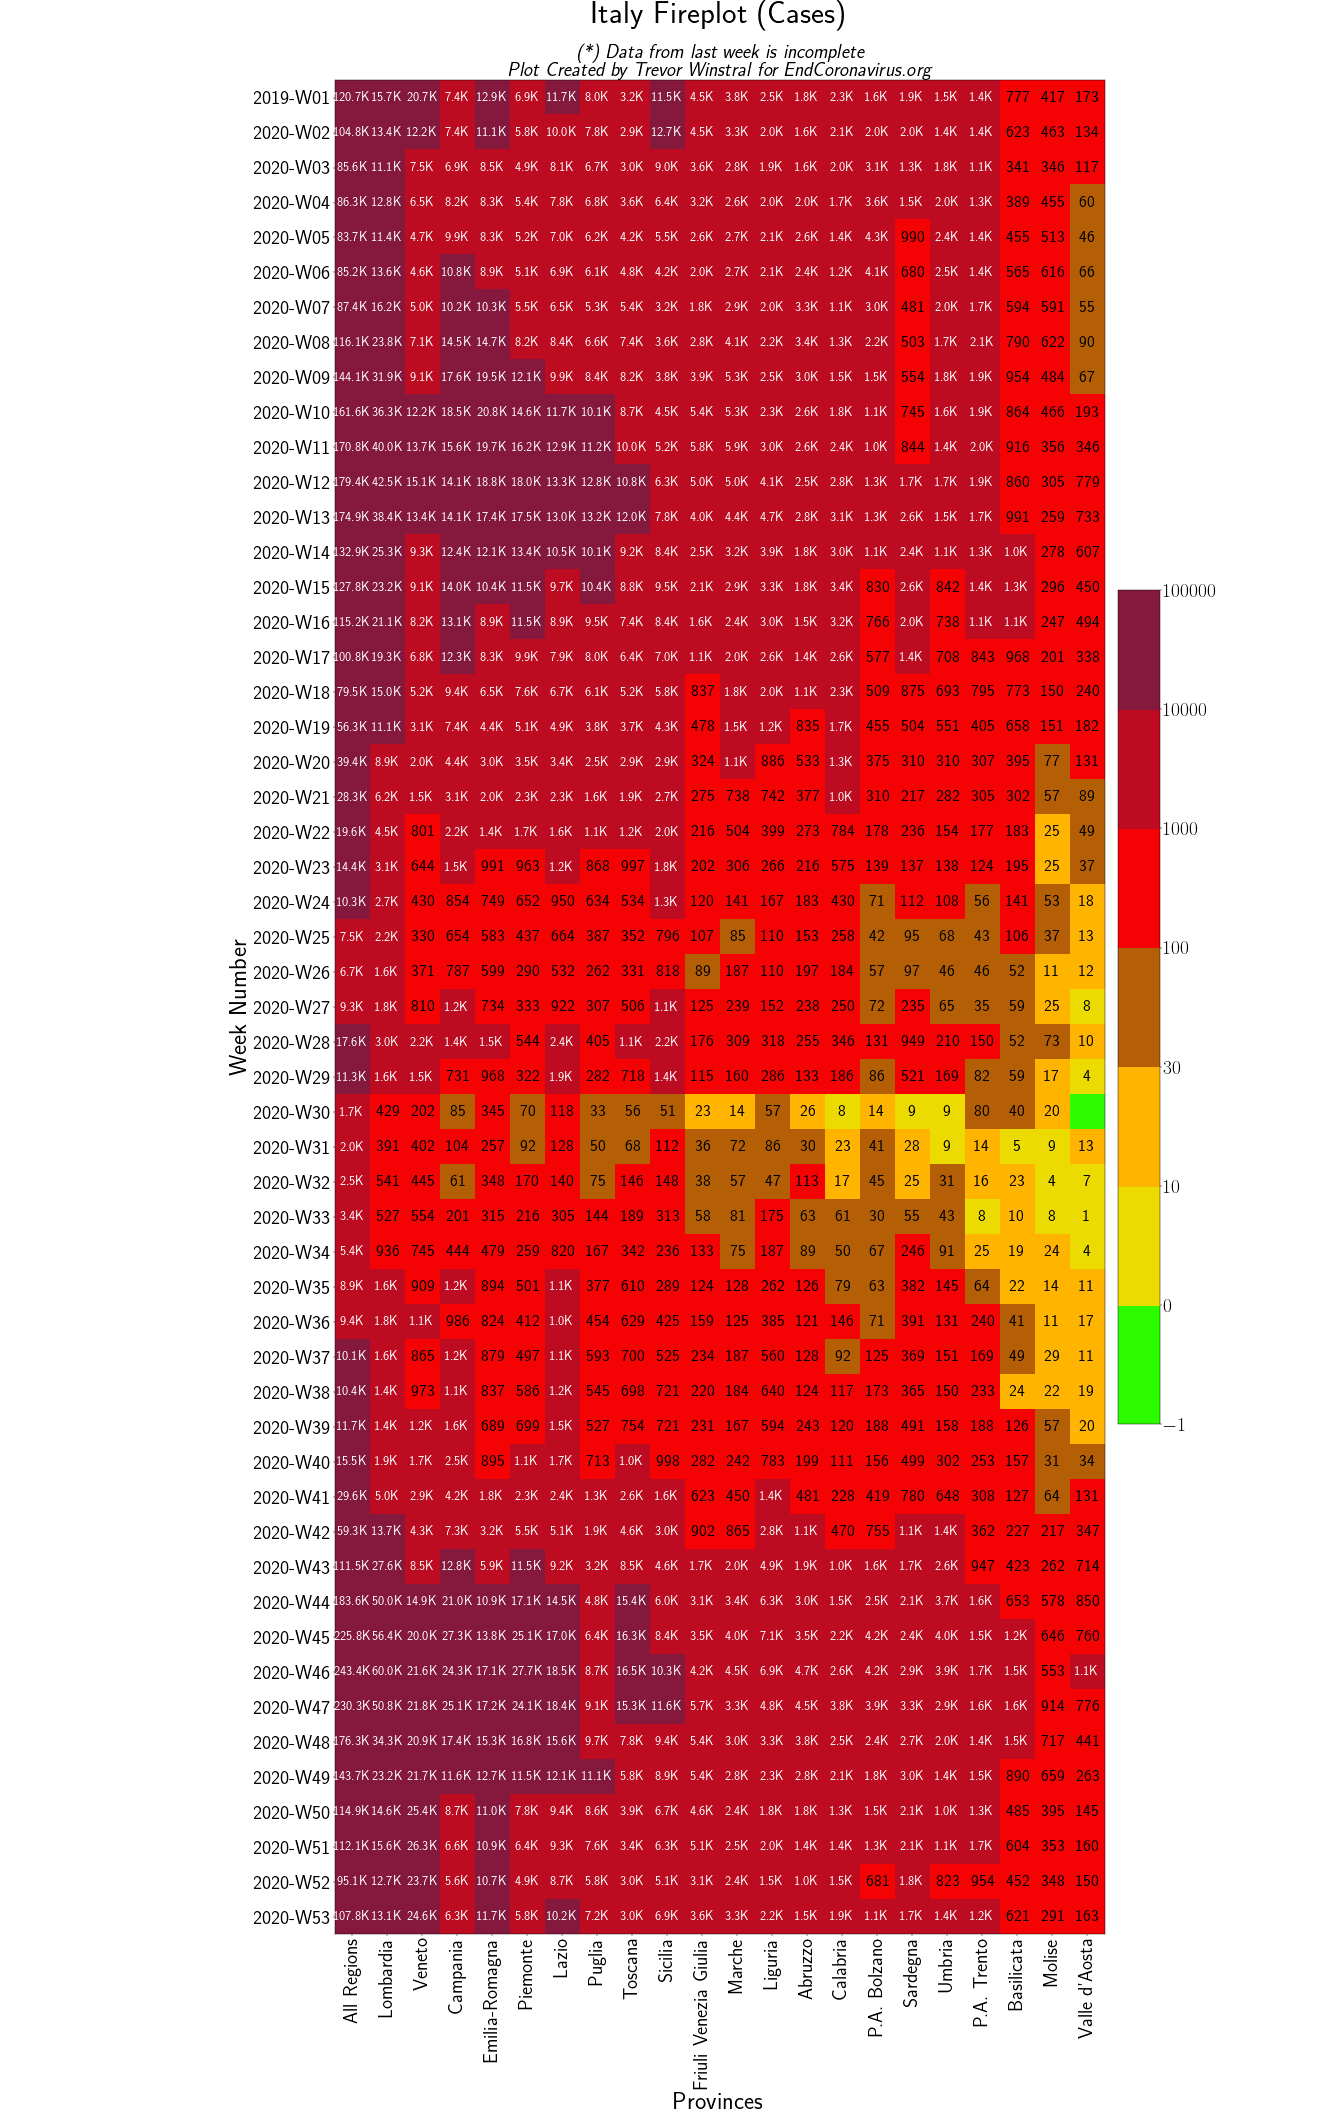 Italy Fireplot (Cases)
(*) Data from last week is incomplete
Plot Created by Trevor Winstral for EndCoronavirus.org
2019-W01 120.7K 15.7K 20.7K 7.4K 12.9K 6.9K 11.7K 8.0K 3.2K 11.5K 4.5K 3.8K 2.5K 1.8K 2.3K 1.6K 1.9K 1.5K 1.4K 777 417 173
2020-W02 104.8K 13.4K 12.2K 7.4K 11.1K 5.8K 10.0K 7.8K 2.9K 12.7K 4.5K 3.3K 2.0K 1.6K 2.1K 2.0K 2.0K 1.4K 1.4K 623 463 134
2020-W03 85.6K 11.1K 7.5K 6.9K 8.5K 4.9K 8.1K 6.7K 3.0K 9.0K 3.6K 2.8K 1.9K 1.6K 2.0K 3.1K 1.3K 1.8K 1.1K 341 346 117
2020-W04 86.3K 12.8K 6.5K 8.2K 8.3K 5.4K 7.8K 6.8K 3.6K 6.4K 3.2K 2.6K 2.0K 2.0K 1.7K 3.6K 1.5K 2.0K 1.3K 389 455 60
2020-W05 83.7K 11.4K 4.7K 9.9K 8.3K 5.2K 7.0K 6.2K 4.2K 5.5K 2.6K 2.7K 2.1K 2.6K 1.4K 4.3K 990 2.4K 1.4K 455 513 46
2020-W06 85.2K 13.6K 4.6K 10.8K 8.9K 5.1K 6.9K 6.1K 4.8K 4.2K 2.0K 2.7K 2.1K 2.4K 1.2K 4.1K 680 2.5K 1.4K 565 616 66
2020-W07 87.4K 16.2K 5.0K 10.2K 10.3K 5.5K 6.5K 5.3K 5.4K 3.2K 1.8K 2.9K 2.0K 3.3K 1.1K 3.0K 481 2.0K 1.7K 594 591 55
2020-W08 116.1K 23.8K 7.1K 14.5K 14.7K 8.2K 8.4K 6.6K 7.4K 3.6K 2.8K 4.1K 2.2K 3.4K 1.3K 2.2K 503 1.7K 2.1K 790 622 90
2020-W09 144.1K 31.9K 9.1K 17.6K 19.5K 12.1K 9.9K 8.4K 8.2K 3.8K 3.9K 5.3K 2.5K 3.0K 1.5K 1.5K 554 1.8K 1.9K 954 484 67
2020-W10 161.6K 36.3K 12.2K 18.5K 20.8K 14.6K 11.7K 10.1K 8.7K 4.5K 5.4K 5.3K 2.3K 2.6K 1.8K 1.1K 745 1.6K 1.9K 864 466 193
2020-W11 170.8K 40.0K 13.7K 15.6K 19.7K 16.2K 12.9K 11.2K 10.0K 5.2K 5.8K 5.9K 3.0K 2.6K 2.4K 1.0K 844 1.4K 2.0K 916 356 346
2020-W12 179.4K 42.5K 15.1K 14.1K 18.8K 18.0K 13.3K 12.8K 10.8K 6.3K 5.0K 5.0K 4.1K 2.5K 2.8K 1.3K 1.7K 1.7K 1.9K 860 305 779
2020-W13 174.9K 38.4K 13.4K 14.1K 17.4K 17.5K 13.0K 13.2K 12.0K 7.8K 4.0K 4.4K 4.7K 2.8K 3.1K 1.3K 2.6K 1.5K 1.7K 991 259 733
2020-W14 132.9K 25.3K 9.3K 12.4K 12.1K 13.4K 10.5K 10.1K 9.2K 8.4K 2.5K 3.2K 3.9K 1.8K 3.0K 1.1K 2.4K 1.1K 1.3K 1.0K 278 607
2020-W15 127.8K 23.2K 9.1K 14.0K 10.4K 11.5K 9.7K 10.4K 8.8K 9.5K 2.1K 2.9K 3.3K 1.8K 3.4K 830 2.6K 842 1.4K 1.3K 296 450
2020-W16 115.2K 21.1K 8.2K 13.1K 8.9K 11.5K 8.9K 9.5K 7.4K 8.4K 1.6K 2.4K 3.0K 1.5K 3.2K 766 2.0K 738 1.1K 1.1K 247 494
2020-W17 100.8K 19.3K 6.8K 12.3K 8.3K 9.9K 7.9K 8.0K 6.4K 7.0K 1.1K 2.0K 2.6K 1.4K 2.6K 577 1.4K 708 843 968 201 338
2020-W18 79.5K 15.0K 5.2K 9.4K 6.5K 7.6K 6.7K 6.1K 5.2K 5.8K 837 1.8K 2.0K 1.1K 2.3K 509 875 693 795 773 150 240
2020-W19 56.3K 11.1K 3.1K 7.4K 4.4K 5.1K 4.9K 3.8K 3.7K 4.3K 478 1.5K 1.2K 835 1.7K 455 504 551 405 658 151 182
2020-W20 39.4K 8.9K 2.0K 4.4K 3.0K 3.5K 3.4K 2.5K 2.9K 2.9K 324 1.1K 886 533 1.3K 375 310 310 307 395 77 131
2020-W21 28.3K 6.2K 1.5K 3.1K 2.0K 2.3K 2.3K 1.6K 1.9K 2.7K 275 738 742 377 1.0K 310 217 282 305 302 57 89
2020-W22 19.6K 4.5K 801 2.2K 1.4K 1.7K 1.6K 1.1K 1.2K 2.0K 216 504 399 273 784 178 236 154 177 183 25 49
2020-W23 14.4K 3.1K 644 1.5K 991 963 1.2K 868 997 1.8K 202 306 266 216 575 139 137 138 124 195 25 37
2020-W24 10.3K 2.7K 430 854 749 652 950 634 534 1.3K 120 141 167 183 430 71 112 108 56 141 53 18
2020-W25 7.5K 2.2K 330 654 583 437 664 387 352 796 107 85 110 153 258 42 95 68 43 106 37 13
2020-W26 6.7K 1.6K 371 787 599 290 532 262 331 818 89 187 110 197 184 57 97 46 46 52 11 12
2020-W27 9.3K 1.8K 810 1.2K 734 333 922 307 506 1.1K 125 239 152 238 250 72 235 65 35 59 25 8
2020-W28 17.6K 3.0K 2.2K 1.4K 1.5K 544 2.4K 405 1.1K 2.2K 176 309 318 255 346 131 949 210 150 52 73 10
2020-W29 11.3K 1.6K 1.5K 731 968 322 1.9K 282 718 1.4K 115 160 286 133 186 86 521 169 82 59 17 4
2020-W30 1.7K 429 202 85 345 70 118 33 56 51 23 14 57 26 8 14 9 9 80 40 20
2020-W31 2.0K 391 402 104 257 92 128 50 68 112 36 72 86 30 23 41 28 9 14 5 9 13
2020-W32 2.5K 541 445 61 348 170 140 75 146 148 38 57 47 113 17 45 25 31 16 23 4 7
2020-W33 3.4K 527 554 201 315 216 305 144 189 313 58 81 175 63 61 30 55 43 8 10 8 1
2020-W34 5.4K 936 745 444 479 259 820 167 342 236 133 75 187 89 50 67 246 91 25 19 24 4
2020-W35 8.9K 1.6K 909 1.2K 894 501 1.1K 377 610 289 124 128 262 126 79 63 382 145 64 22 14 11
2020-W36 9.4K 1.8K 1.1K 986 824 412 1.0K 454 629 425 159 125 385 121 146 71 391 131 240 41 11 17
2020-W37 10.1K 1.6K 865 1.2K 879 497 1.1K 593 700 525 234 187 560 128 92 125 369 151 169 49 29 11
2020-W38 10.4K 1.4K 973 1.1K 837 586 1.2K 545 698 721 220 184 640 124 117 173 365 150 233 24 22 19
2020-W39 11.7K 1.4K 1.2K 1.6K 689 699 1.5K 527 754 721 231 167 594 243 120 188 491 158 188 126 57 20
2020-W40 15.5K 1.9K 1.7K 2.5K 895 1.1K 1.7K 713 1.0K 998 282 242 783 199 111 156 499 302 253 157 31 34
2020-W41 29.6K 5.0K 2.9K 4.2K 1.8K 2.3K 2.4K 1.3K 2.6K 1.6K 623 450 1.4K 481 228 419 780 648 308 127 64 131
2020-W42 59.3K 13.7K 4.3K 7.3K 3.2K 5.5K 5.1K 1.9K 4.6K 3.0K 902 865 2.8K 1.1K 470 755 1.1K 1.4K 362 227 217 347
2020-W43 111.5K 27.6K 8.5K 12.8K 5.9K 11.5K 9.2K 3.2K 8.5K 4.6K 1.7K 2.0K 4.9K 1.9K 1.0K 1.6K 1.7K 2.6K 947 423 262 714
2020-W44 183.6K 50.0K 14.9K 21.0K 10.9K 17.1K 14.5K 4.8K 15.4K 6.0K 3.1K 3.4K 6.3K 3.0K 1.5K 2.5K 2.1K 3.7K 1.6K 653 578 850
2020-W45 225.8K 56.4K 20.0K 27.3K 13.8K 25.1K 17.0K 6.4K 16.3K 8.4K 3.5K 4.0K 7.1K 3.5K 2.2K 4.2K 2.4K 4.0K 1.5K 1.2K 646 760
2020-W46 243.4K 60.0K 21.6K 24.3K 17.1K 27.7K 18.5K 8.7K 16.5K 10.3K 4.2K 4.5K 6.9K 4.7K 2.6K 4.2K 2.9K 3.9K 1.7K 1.5K 553 1.1K
2020-W47 230.3K 50.8K 21.8K 25.1K 17.2K 24.1K 18.4K 9.1K 15.3K 11.6K 5.7K 3.3K 4.8K 4.5K 3.8K 3.9K 3.3K 2.9K 1.6K 1.6K 914 776
2020-W48 176.3K 34.3K 20.9K 17.4K 15.3K 16.8K 15.6K 9.7K 7.8K 9.4K 5.4K 3.0K 3.3K 3.8K 2.5K 2.4K 2.7K 2.0K 1.4K 1.5K 717 441
2020-W49 143.7K 23.2K 21.7K 11.6K 12.7K 11.5K 12.1K 11.1K 5.8K 8.9K 5.4K 2.8K 2.3K 2.8K 2.1K 1.8K 3.0K 1.4K 1.5K 890 659 263
2020-W50 114.9K 14.6K 25.4K 8.7K 11.0K 7.8K 9.4K 8.6K 3.9K 6.7K 4.6K 2.4K 1.8K 1.8K 1.3K 1.5K 2.1K 1.0K 1.3K 485 395 145
2020-W51 112.1K 15.6K 26.3K 6.6K 10.9K 6.4K 9.3K 7.6K 3.4K 6.3K 5.1K 2.5K 2.0K 1.4K 1.4K 1.3K 2.1K 1.1K 1.7K 604 353 160
2020-W52 95.1K 12.7K 23.7K 5.6K 10.7K 4.9K 8.7K 5.8K 3.0K 5.1K 3.1K 2.4K 1.5K 1.0K 1.5K 681 1.8K 823 954 452 348 150
2020-W53 107.8K 13.1K 24.6K 6.3K 11.7K 5.8K 10.2K 7.2K 3.0K 6.9K 3.6K 3.3K 2.2K 1.5K 1.9K 1.1K 1.7K 1.4K 1.2K 621 291 163
Week Number
All Regions
Lombardia
Veneto
Campania
Emilia-Romagna
Piemonte
Lazio
Puglia
Toscana
Sicilia
Friuli Venezia Giulia
Marche
Liguria
Abruzzo
Calabria
P.A. Bolzano
Sardegna
Umbria
P.A. Trento
Basilicata
Molise
Valle d'Aosta
Provinces
100000
10000
1000
100
30
10
0
−1